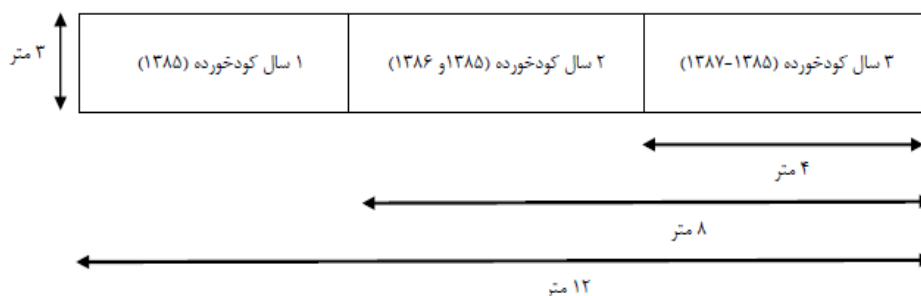 ۳ سال کودخورده (۱۳۸۵-۱۳۸۷)
۲ سال کودخورده (۱۳۸۵و ۱۳۸۶
۱ سال کودخورده (۱۳۸۵)
۳ متر
۴ متر
۸ متر
۱۲ متر